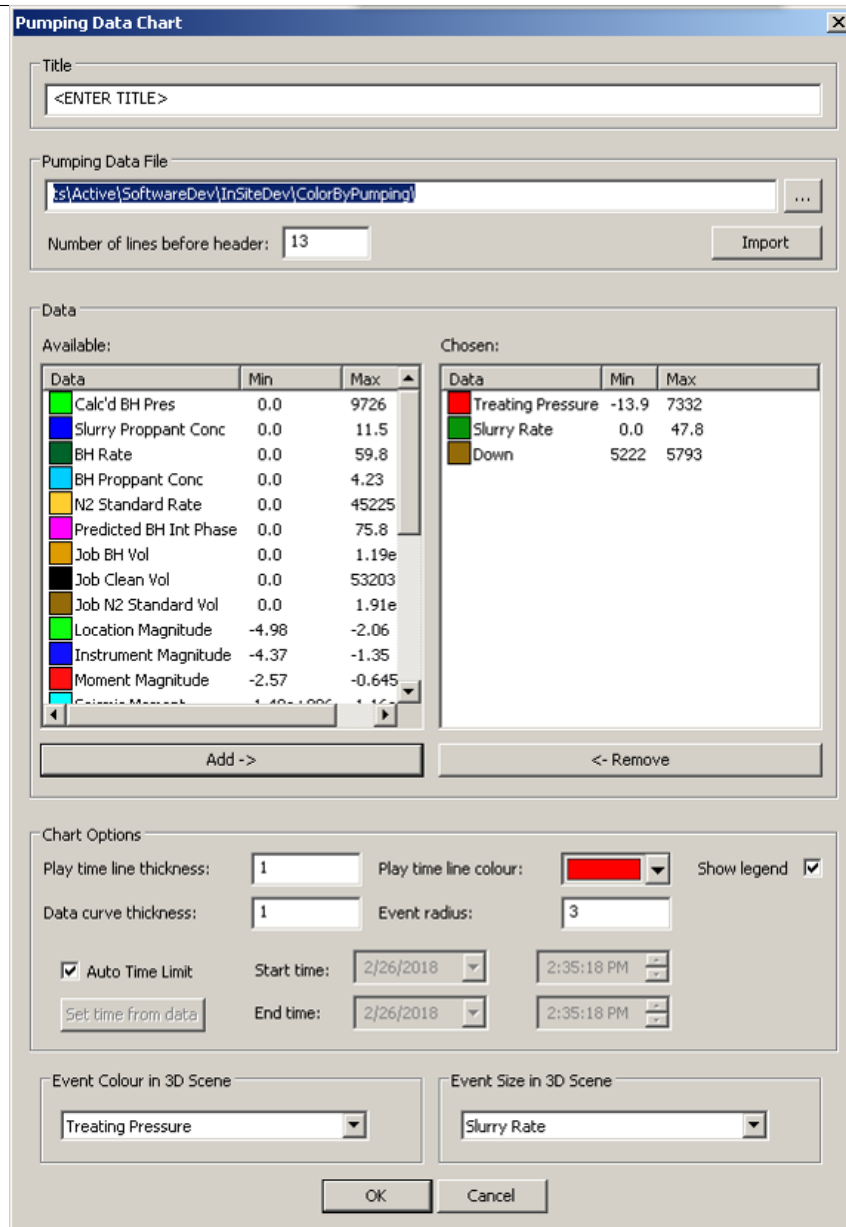 Pumping Data Chart
Title
<ENTER TITLE>
Pumping Data File
ts\Active\SoftwareDev\InSiteDev\ColorByPumping\
...
Number of lines before header: 13
Import
Data
Available:
Data Min Max
Calc'd BH Pres 0.0 9726
Slurry Proppant Conc 0.0 11.5
BH Rate 0.0 59.8
BH Proppant Conc 0.0 4.23
N2 Standard Rate 0.0 45225
Predicted BH Int Phase 0.0 75.8
Job BH Vol 0.0 1.19e
Job Clean Vol 0.0 53203
Job N2 Standard Vol 0.0 1.91e
Location Magnitude -4.98 -2.06
Instrument Magnitude -4.37 -1.35
Moment Magnitude -2.57 -0.645
Seismic Moment
Add ->
Chosen:
Data Min Max
Treating Pressure -13.9 7332
Slurry Rate 0.0 47.8
Down 5222 5793
<- Remove
Chart Options
Play time line thickness: 1 Play time line colour: Show legend
Data curve thickness: 1 Event radius: 3
Auto Time Limit Start time: 2/26/2018 2:35:18 PM
Set time from data End time: 2/26/2018 2:35:18 PM
Event Colour in 3D Scene
Treating Pressure
Event Size in 3D Scene
Slurry Rate
OK Cancel